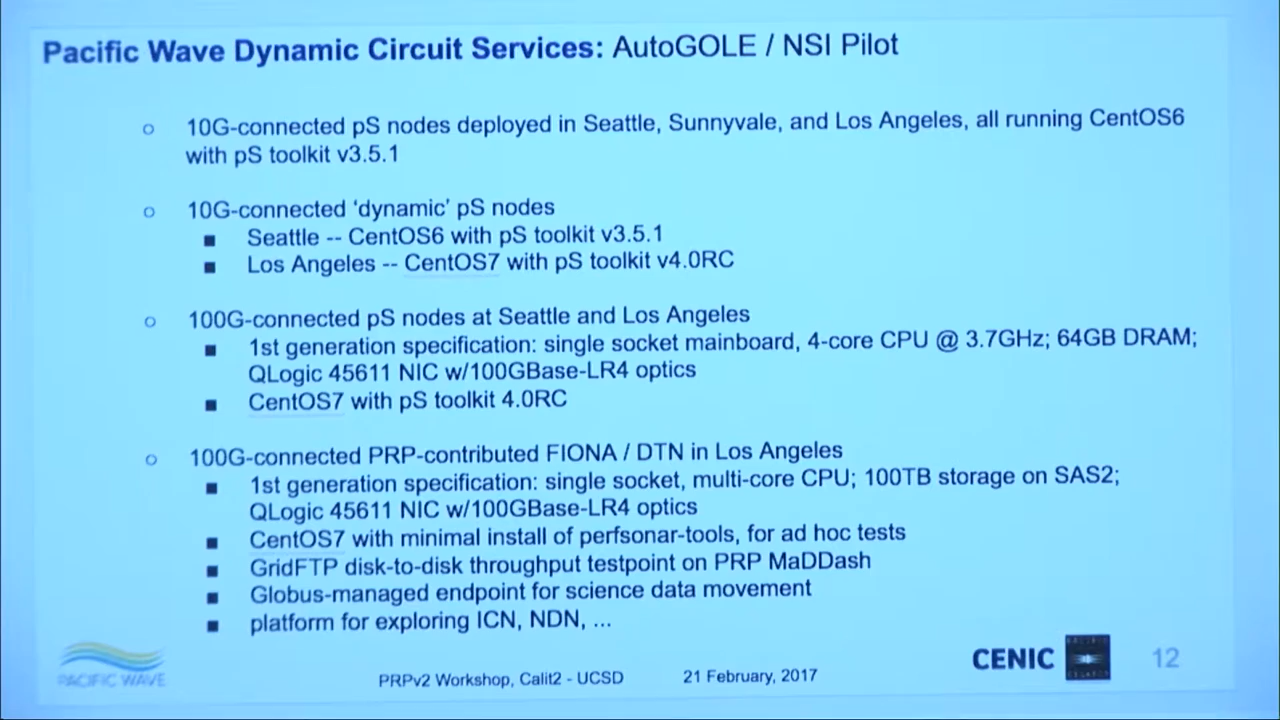 Pacific Wave Dynamic Circuit Services: AutoGOLE / NSI Pilot
○ 10G-connected pS nodes deployed in Seattle, Sunnyvale, and Los Angeles, all running CentOS6
with pS toolkit v3.5.1
○ 10G-connected ‘dynamic’ pS nodes
■ Seattle -- CentOS6 with pS toolkit v3.5.1
■ Los Angeles -- CentOS7 with pS toolkit v4.0RC
○ 100G-connected pS nodes at Seattle and Los Angeles
■ 1st generation specification: single socket mainboard, 4-core CPU @ 3.7GHz; 64GB DRAM;
QLogic 45611 NIC w/100GBase-LR4 optics
■ CentOS7 with pS toolkit 4.0RC
○ 100G-connected PRP-contributed FIONA / DTN in Los Angeles
■ 1st generation specification: single socket, multi-core CPU; 100TB storage on SAS2;
QLogic 45611 NIC w/100GBase-LR4 optics
■ CentOS7 with minimal install of perfsonar-tools, for ad hoc tests
■ GridFTP disk-to-disk throughput testpoint on PRP MaDDash
■ Globus-managed endpoint for science data movement
■ platform for exploring ICN, NDN, ...
PACIFIC WAVE
PRPv2 Workshop, Calit2 - UCSD
21 February, 2017
CENIC
12